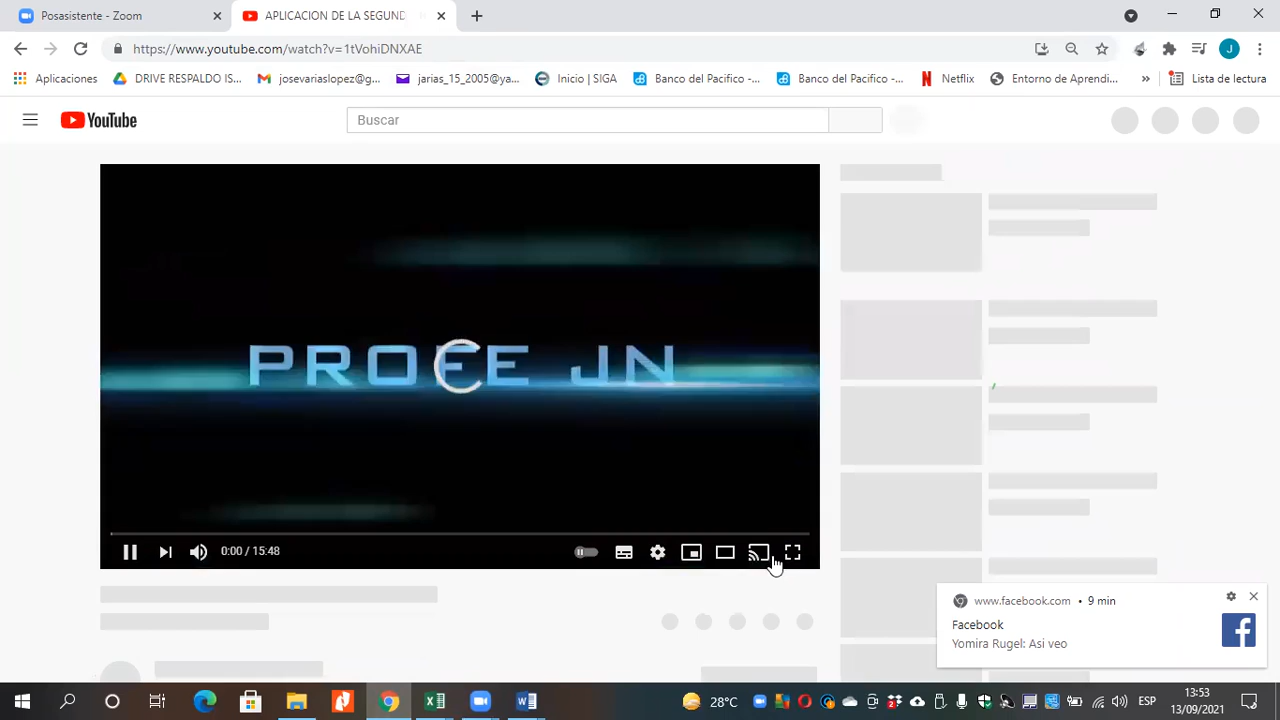 Posasistente - Zoom
APLICACION DE LA SEGUND
https://www.youtube.com/watch?v=1tVohiDNXAE
J
Aplicaciones
DRIVE RESPALDO IS...
josevariaslopez@g...
jarias_15_2005@ya...
Inicio | SIGA
Banco del Pacifico -...
Banco del Pacifico -...
Netflix
Entorno de Aprendi...
»
Lista de lectura
YouTube
Buscar
PROFE JN
0:00 / 15:48
www.facebook.com • 9 min
Facebook
Yomira Rugel: Asi veo
28°C
ESP
13:53
13/09/2021